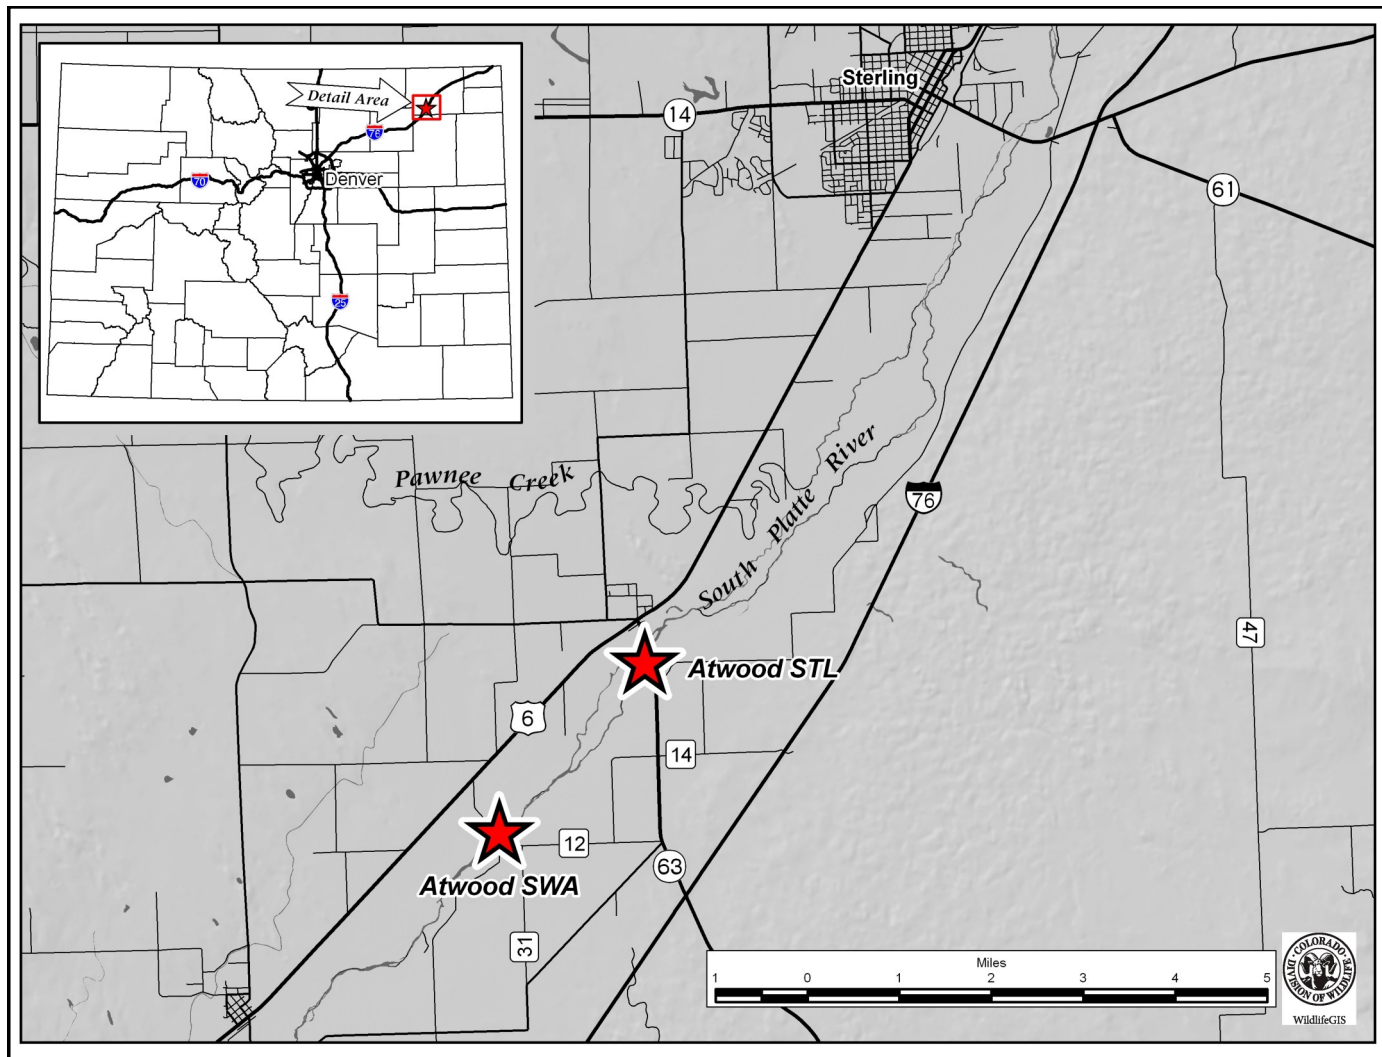 Detail Area
76
70
Denver
25
Sterling
14
61
Pawnee Creek
South Platte River
76
47
Atwood STL
6
14
12
63
Atwood SWA
31
Miles
1 0 1 2 3 4 5
COLORADO
DIVISION OF WILDLIFE
WildlifeGIS